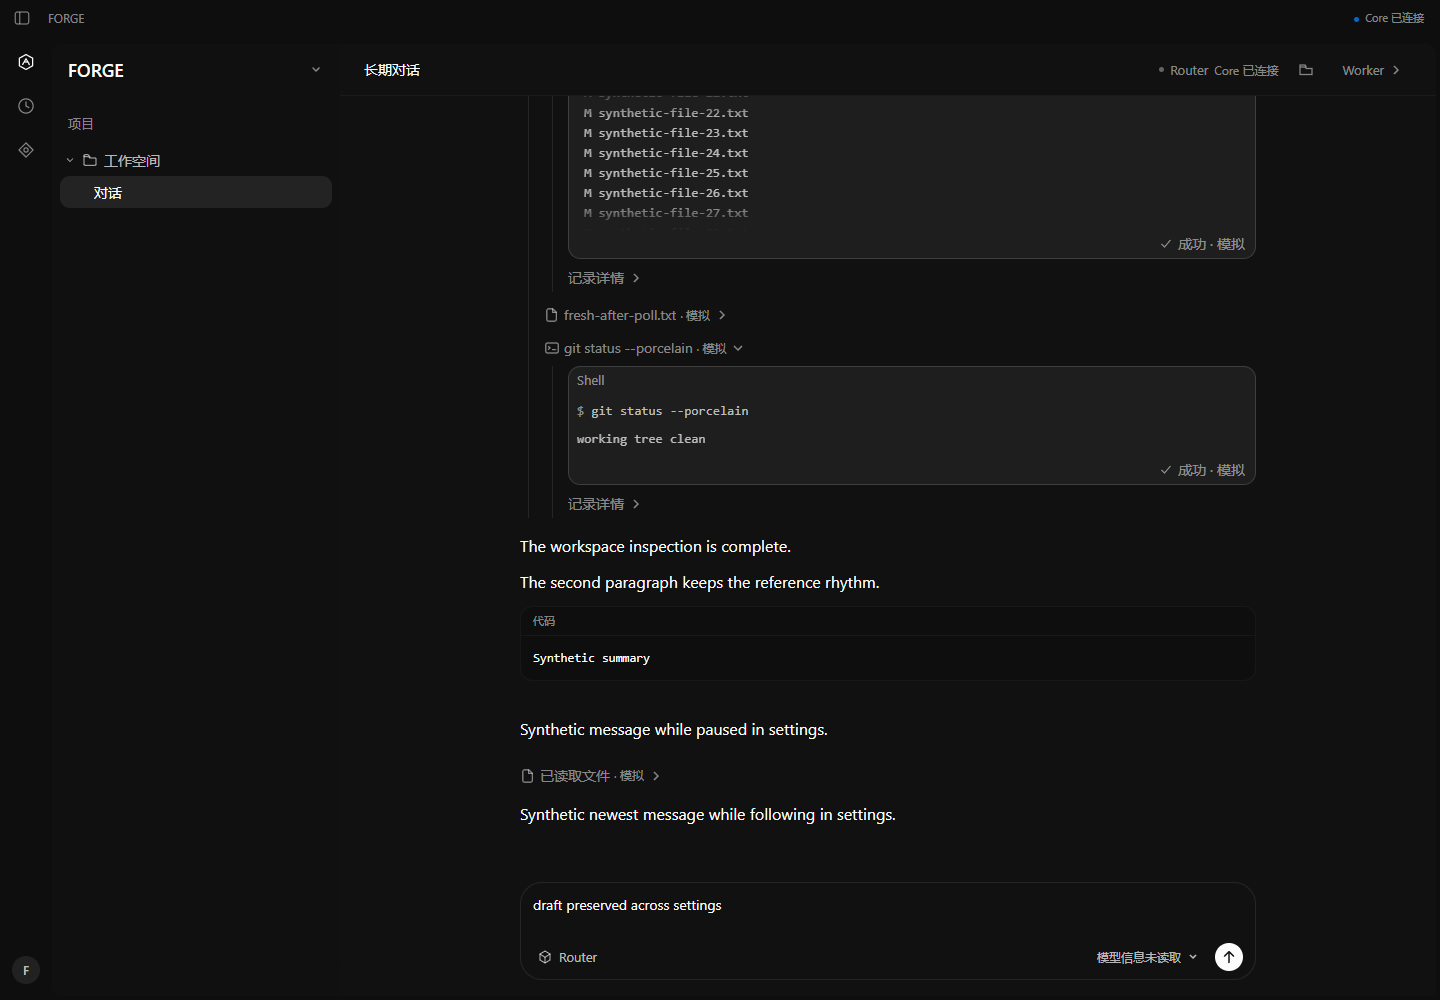 FORGE
Core 已连接
FORGE
项目
工作空间
对话
F
长期对话
Router Core 已连接
Worker
M synthetic-file-22.txt
M synthetic-file-23.txt
M synthetic-file-24.txt
M synthetic-file-25.txt
M synthetic-file-26.txt
M synthetic-file-27.txt
成功 · 模拟
记录详情
fresh-after-poll.txt · 模拟
git status --porcelain · 模拟
Shell
$ git status --porcelain
working tree clean
成功 · 模拟
记录详情
The workspace inspection is complete.
The second paragraph keeps the reference rhythm.
代码
Synthetic summary
Synthetic message while paused in settings.
已读取文件 · 模拟
Synthetic newest message while following in settings.
draft preserved across settings
Router
模型信息未读取